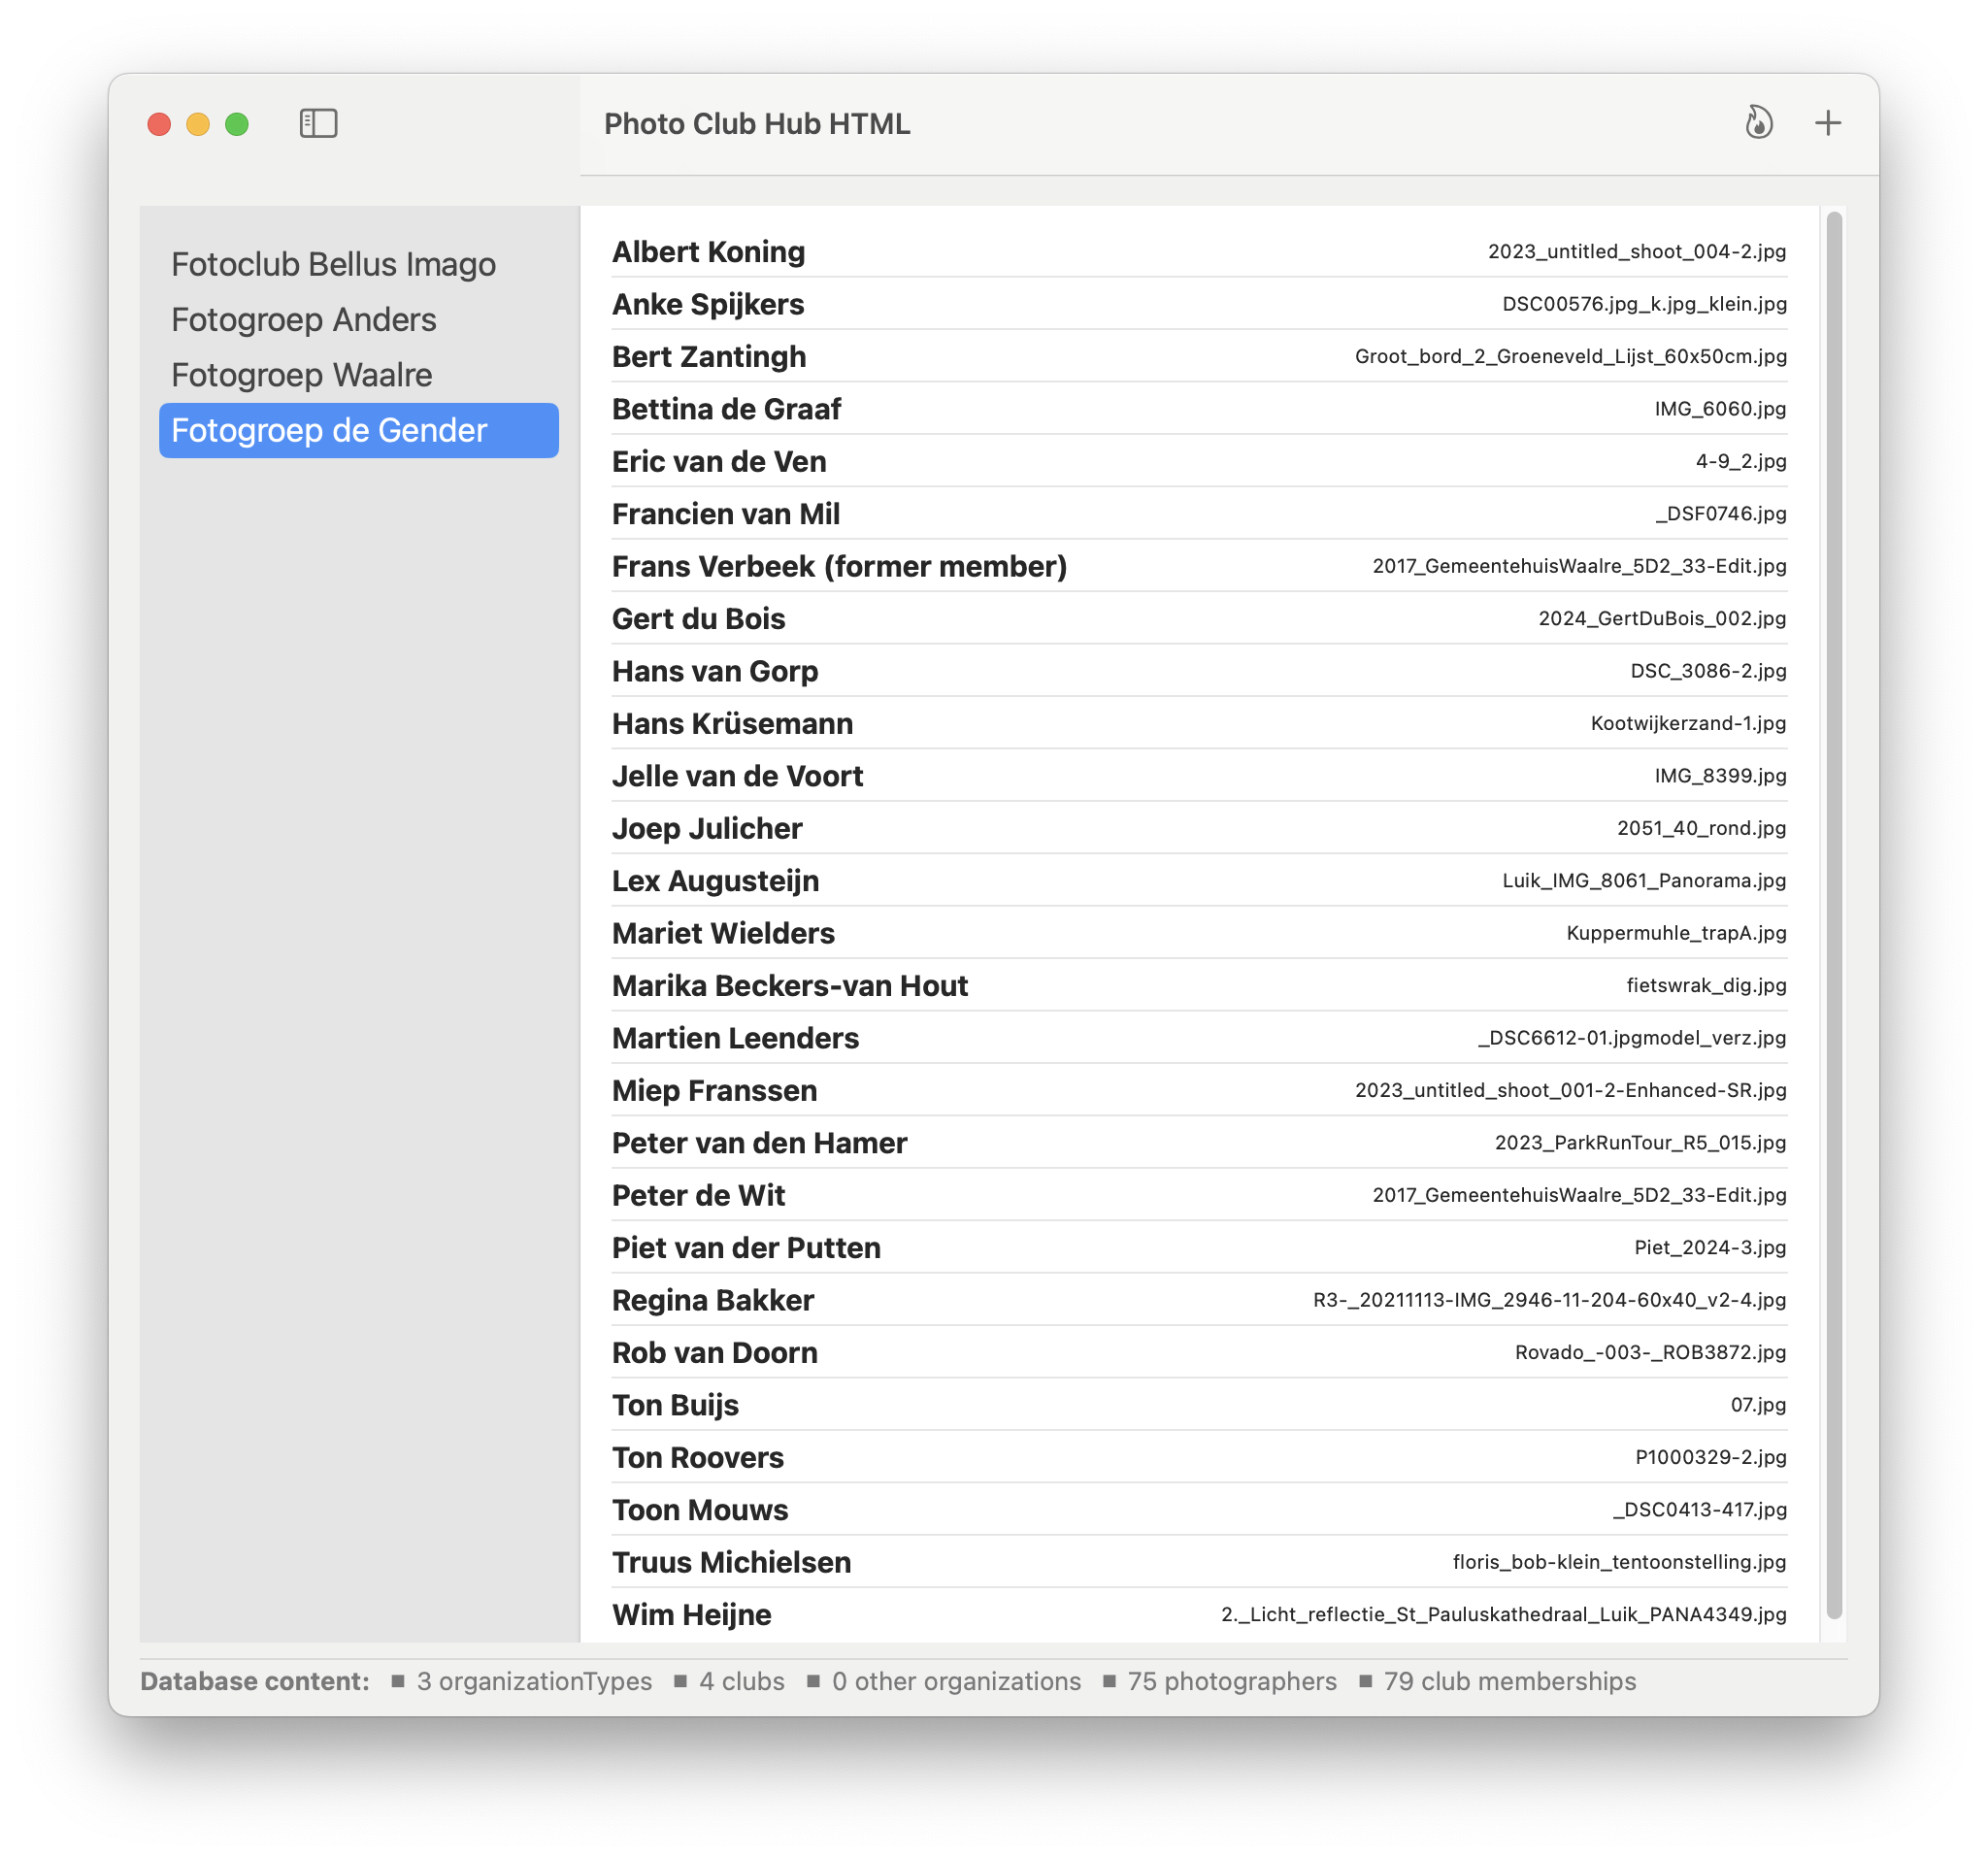 Photo Club Hub HTML
Fotoclub Bellus Imago
Fotogroep Anders
Fotogroep Waalre
Fotogroep de Gender
Albert Koning 2023_untitled_shoot_004-2.jpg
Anke Spijkers DSC00576.jpg_k.jpg_klein.jpg
Bert Zantingh Groot_bord_2_Groeneveld_Lijst_60x50cm.jpg
Bettina de Graaf IMG_6060.jpg
Eric van de Ven 4-9_2.jpg
Francien van Mil _DSF0746.jpg
Frans Verbeek (former member) 2017_GemeentehuisWaalre_5D2_33-Edit.jpg
Gert du Bois 2024_GertDuBois_002.jpg
Hans van Gorp DSC_3086-2.jpg
Hans Krüsemann Kootwijkerzand-1.jpg
Jelle van de Voort IMG_8399.jpg
Joep Julicher 2051_40_rond.jpg
Lex Augusteijn Luik_IMG_8061_Panorama.jpg
Mariet Wielders Kuppermuhle_trapA.jpg
Marika Beckers-van Hout fietswrak_dig.jpg
Martien Leenders _DSC6612-01.jpgmodel_verz.jpg
Miep Franssen 2023_untitled_shoot_001-2-Enhanced-SR.jpg
Peter van den Hamer 2023_ParkRunTour_R5_015.jpg
Peter de Wit 2017_GemeentehuisWaalre_5D2_33-Edit.jpg
Piet van der Putten Piet_2024-3.jpg
Regina Bakker R3-_20211113-IMG_2946-11-204-60x40_v2-4.jpg
Rob van Doorn Rovado_-003-_ROB3872.jpg
Ton Buijs 07.jpg
Ton Roovers P1000329-2.jpg
Toon Mouws _DSC0413-417.jpg
Truus Michielsen floris_bob-klein_tentoonstelling.jpg
Wim Heijne 2._Licht_reflectie_St_Pauluskathedraal_Luik_PANA4349.jpg
Database content: ■ 3 organizationTypes ■ 4 clubs ■ 0 other organizations ■ 75 photographers ■ 79 club memberships